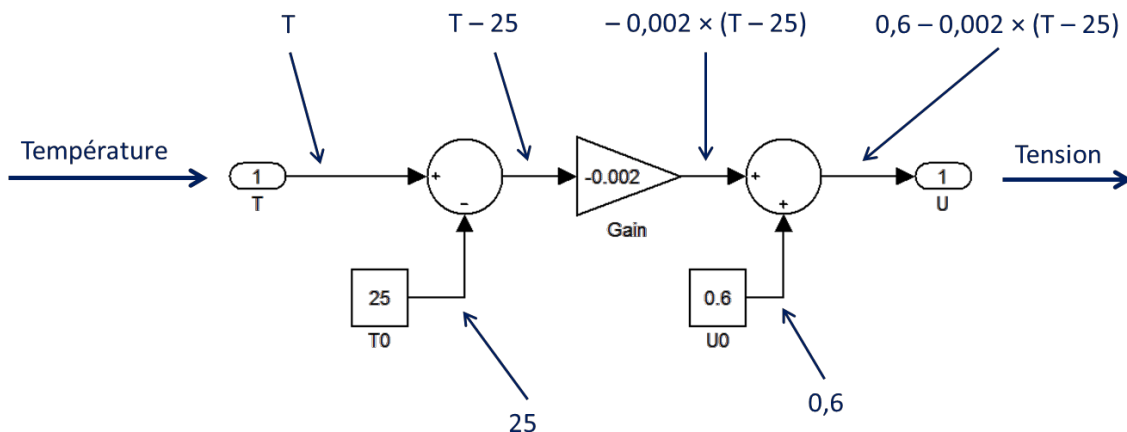 T
T – 25
– 0,002 × (T – 25)
0,6 – 0,002 × (T – 25)
Température
1
T
+
–
-0.002
Gain
+
+
1
U
Tension
25
T0
0.6
U0
25
0,6